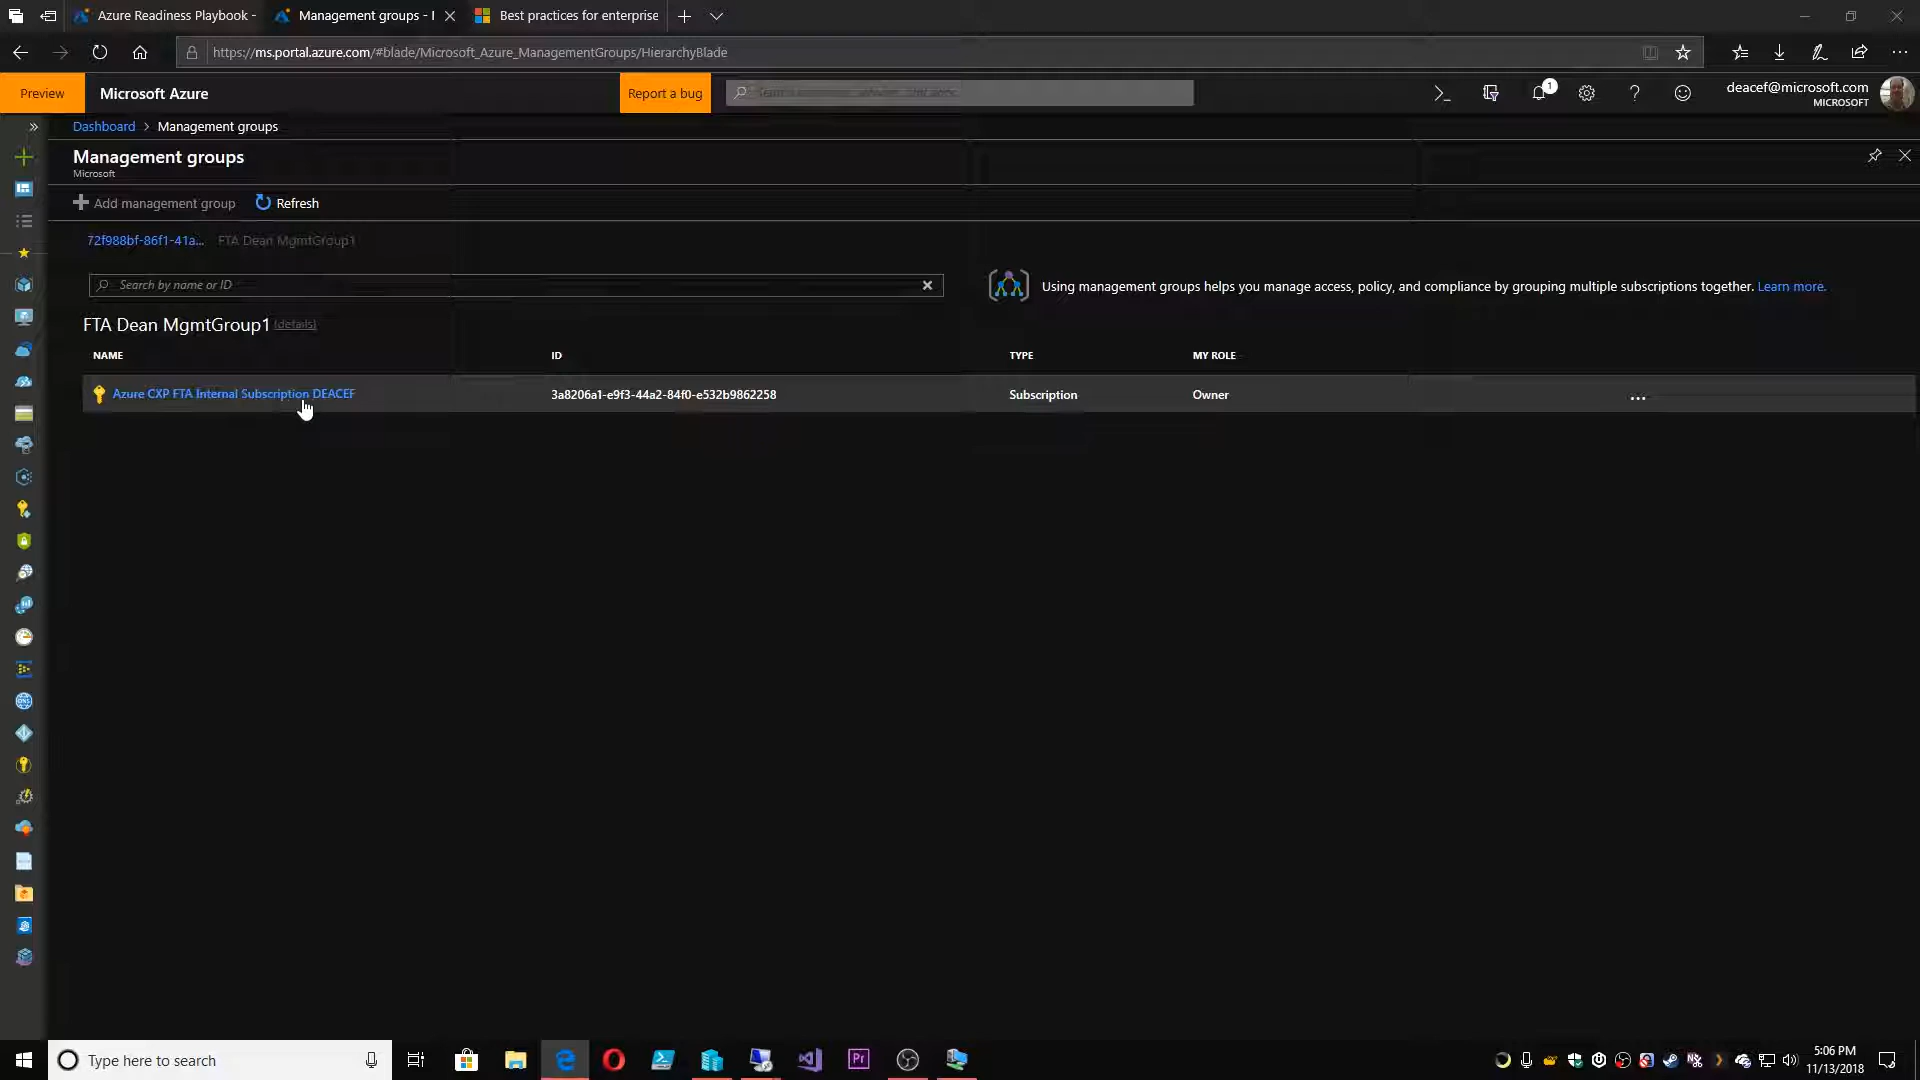 Azure Readiness Playbook -
Management groups - I
Best practices for enterprise
https://ms.portal.azure.com/#blade/Microsoft_Azure_ManagementGroups/HierarchyBlade
Preview
Microsoft Azure
Report a bug
1
deacef@microsoft.com
MICROSOFT
Dashboard > Management groups
Management groups
Microsoft
Add management group
Refresh
72f988bf-86f1-41a...
FTA Dean MgmtGroup1
Search by name or ID
Using management groups helps you manage access, policy, and compliance by grouping multiple subscriptions together. Learn more.
FTA Dean MgmtGroup1 (details)
NAME ID TYPE MY ROLE
Azure CXP FTA Internal Subscription DEACEF 3a8206a1-e9f3-44a2-84f0-e532b9862258 Subscription Owner ...
Type here to search
Pr
5:06 PM
11/13/2018